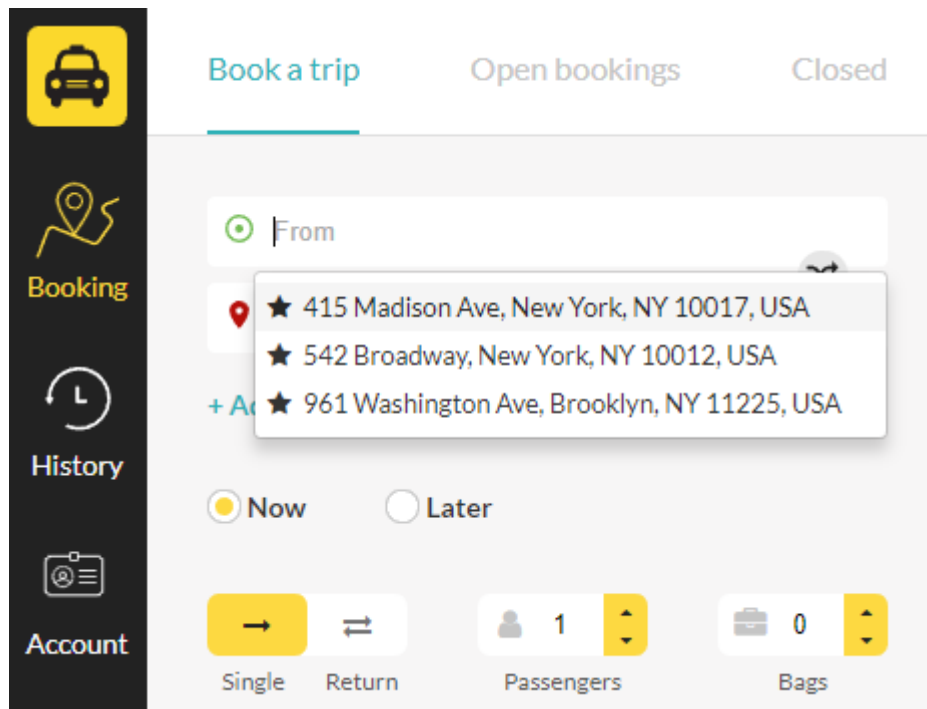 Book a trip
Open bookings
Closed
Booking
History
Account
From
415 Madison Ave, New York, NY 10017, USA
542 Broadway, New York, NY 10012, USA
961 Washington Ave, Brooklyn, NY 11225, USA
Now
Later
1
0
Single
Return
Passengers
Bags